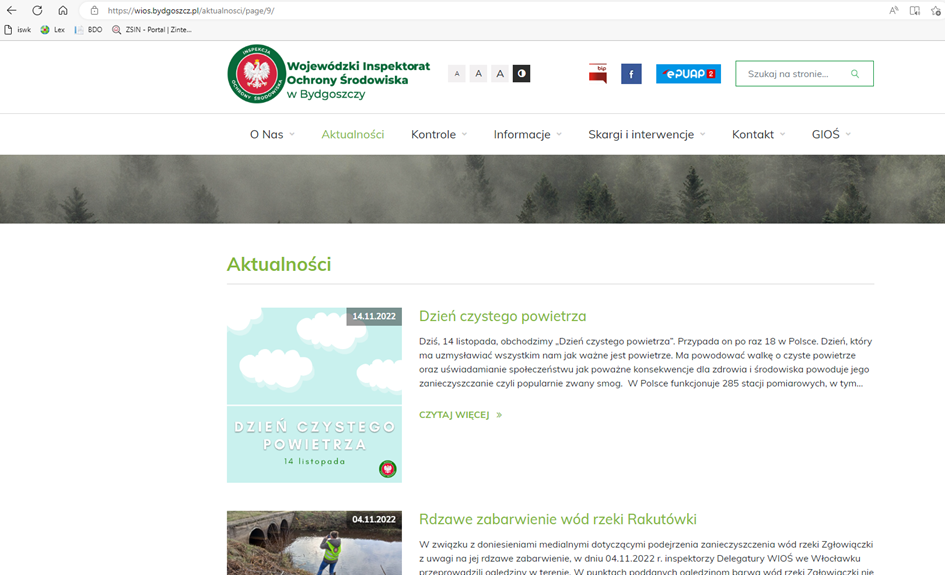 https://wios.bydgoszcz.pl/aktualnosci/page/9/
iswk Lex BDO ZSIN - Portal | Zinte...
INSPEKCJA
OCHRONY ŚRODOWISKA
Wojewódzki Inspektorat
Ochrony Środowiska
w Bydgoszczy
A A A
bip
f
ePUAP 2
Szukaj na stronie...
O Nas Aktualności Kontrole Informacje Skargi i interwencje Kontakt GIOŚ
Aktualności
14.11.2022
DZIEŃ CZYSTEGO
POWIETRZA
14 listopada
Dzień czystego powietrza
Dziś, 14 listopada, obchodzimy „Dzień czystego powietrza”. Przypada on po raz 18 w Polsce. Dzień, który
ma uzmysławiać wszystkim nam jak ważne jest powietrze. Ma powodować walkę o czyste powietrze
oraz uświadamianie społeczeństwu jak poważne konsekwencje dla zdrowia i środowiska powoduje jego
zanieczyszczanie czyli popularnie zwany smog. W Polsce funkcjonuje 285 stacji pomiarowych, w tym...
CZYTAJ WIĘCEJ »
04.11.2022
Rdzawe zabarwienie wód rzeki Rakutówki
W związku z doniesieniami medialnymi dotyczącymi podejrzenia zanieczyszczenia wód rzeki Zgłowiączki
z uwagi na jej rdzawe zabarwienie, w dniu 04.11.2022 r. inspektorzy Delegatury WIOŚ we Włocławku
przeprowadzili oględziny w terenie. W punktach poddanych oględzinom barwa wód rzeki Zgłowiączki nie